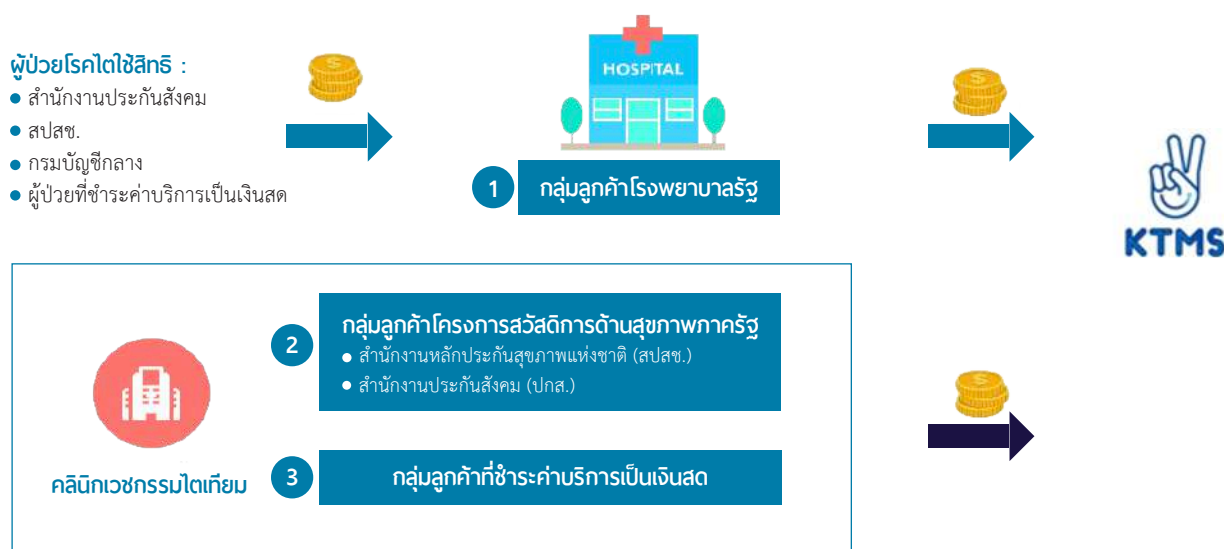 ผู้ป่วยโรคไตใช้สิทธิ :
● สำนักงานประกันสังคม
● สปสช.
● กรมบัญชีกลาง
● ผู้ป่วยที่ชำระค่าบริการเป็นเงินสด
HOSPITAL
1 กลุ่มลูกค้าโรงพยาบาลรัฐ
KTMS
2 กลุ่มลูกค้าโครงการสวัสดิการด้านสุขภาพภาครัฐ
● สำนักงานหลักประกันสุขภาพแห่งชาติ (สปสช.)
● สำนักงานประกันสังคม (ปกส.)
คลินิกเวชกรรมไตเทียม
3 กลุ่มลูกค้าที่ชำระค่าบริการเป็นเงินสด